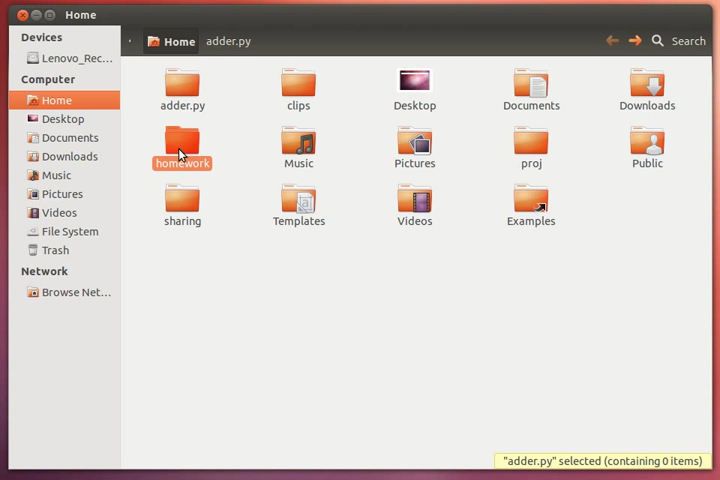 Home
Devices
Lenovo_Rec...
Computer
Home
Desktop
Documents
Downloads
Music
Pictures
Videos
File System
Trash
Network
Browse Net...
Home adder.py Search
adder.py clips Desktop Documents Downloads
homework Music Pictures proj Public
sharing Templates Videos Examples
"adder.py" selected (containing 0 items)